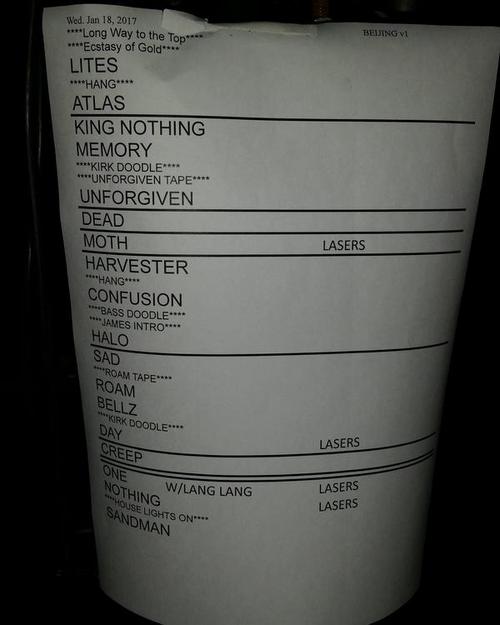 Wed. Jan 18, 2017
BEIJING v1
****Long Way to the Top****
****Ecstasy of Gold****
LITES
****HANG****
ATLAS
KING NOTHING
MEMORY
****KIRK DOODLE****
****UNFORGIVEN TAPE****
UNFORGIVEN
DEAD
MOTH LASERS
HARVESTER
****HANG****
CONFUSION
****BASS DOODLE****
****JAMES INTRO****
HALO
SAD
****ROAM TAPE****
ROAM
BELLZ
****KIRK DOODLE****
DAY LASERS
CREEP
ONE W/LANG LANG LASERS
NOTHING LASERS
****HOUSE LIGHTS ON****
SANDMAN